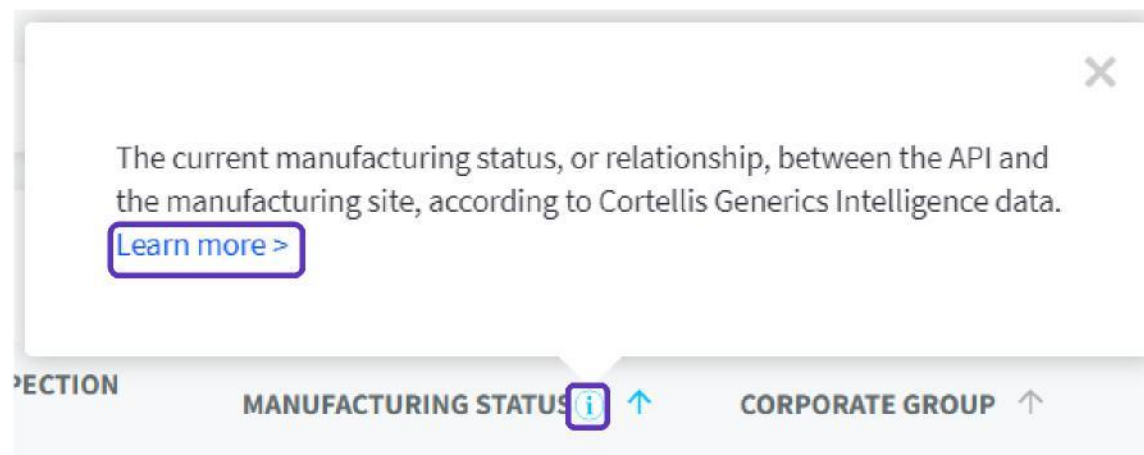 The current manufacturing status, or relationship, between the API and
the manufacturing site, according to Cortellis Generics Intelligence data.
Learn more >
MANUFACTURING STATUS
CORPORATE GROUP